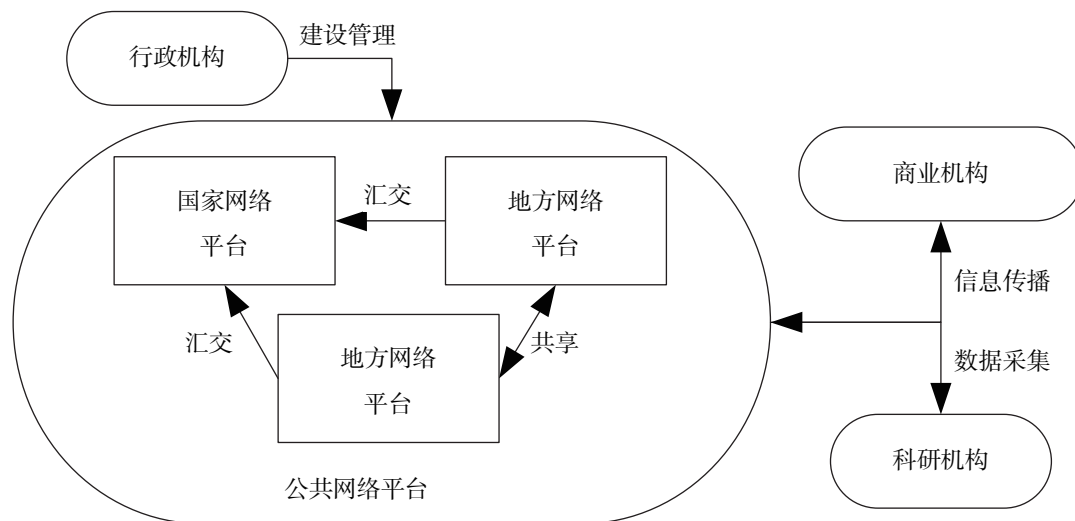 行政机构
建设管理
国家网络
平台
汇交
地方网络
平台
商业机构
信息传播
汇交
地方网络
平台
共享
数据采集
科研机构
公共网络平台